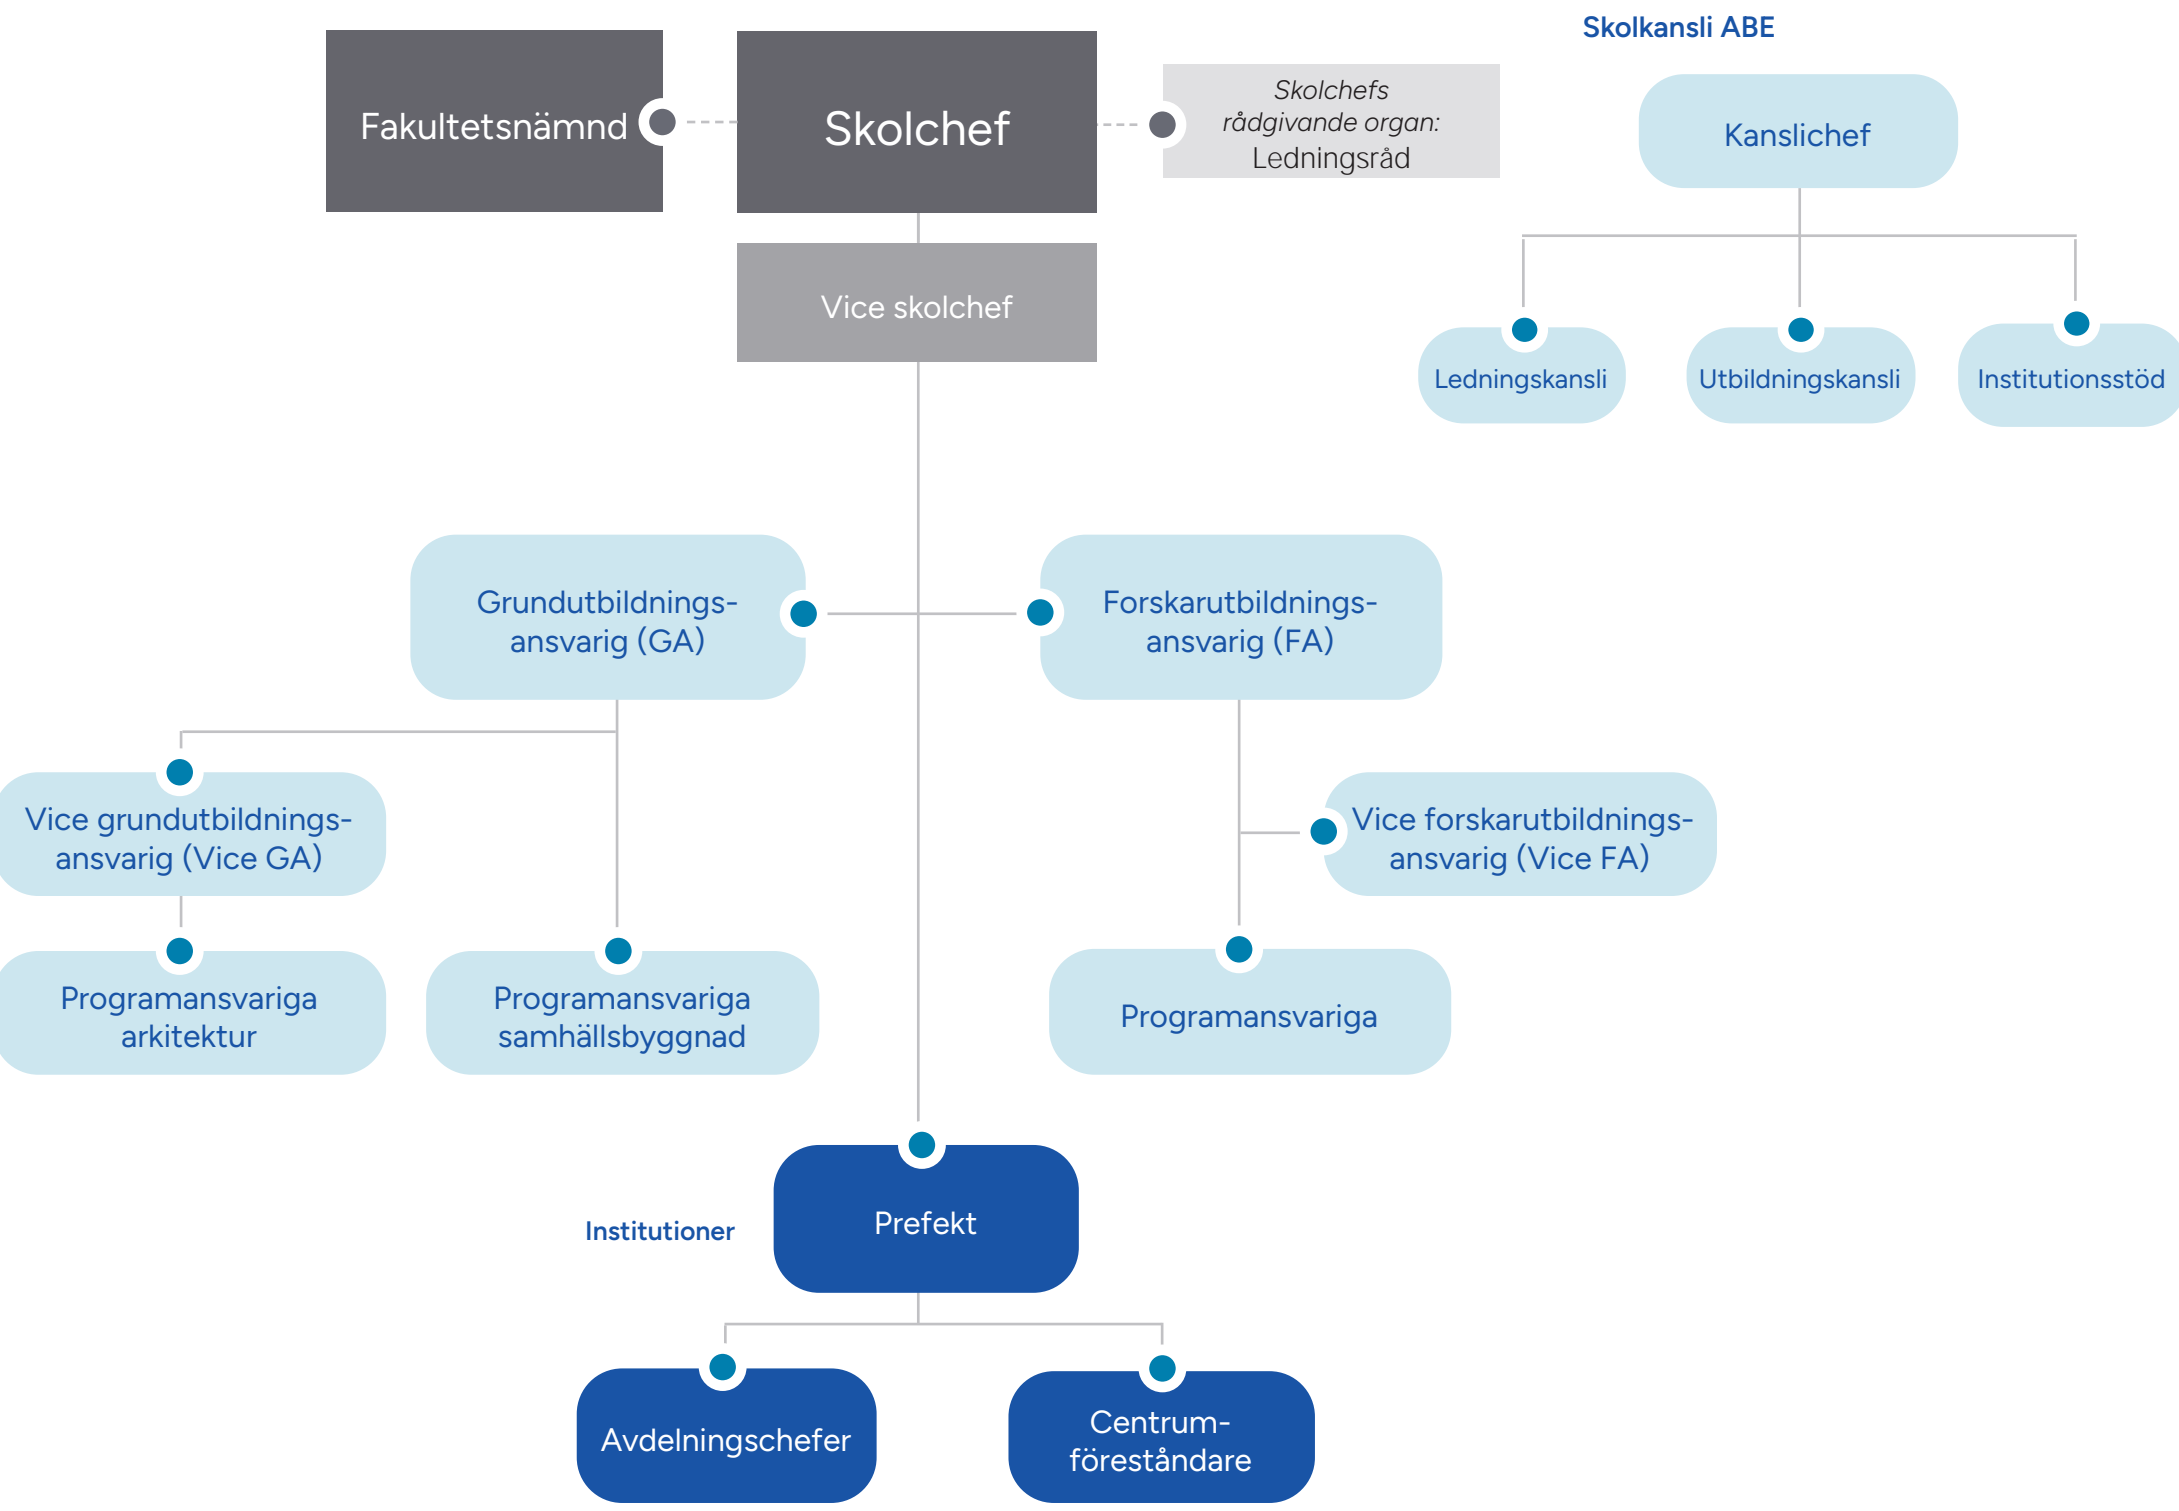 Skolkansli ABE
Fakultetsnämnd
Skolchef
Skolchefs
rådgivande organ:
Ledningsråd
Kanslichef
Vice skolchef
Ledningskansli
Utbildningskansli
Institutionsstöd
Grundutbildnings-
ansvarig (GA)
Forskarutbildnings-
ansvarig (FA)
Vice grundutbildnings-
ansvarig (Vice GA)
Vice forskarutbildnings-
ansvarig (Vice FA)
Programansvariga
arkitektur
Programansvariga
samhällsbyggnad
Programansvariga
Institutioner
Prefekt
Avdelningschefer
Centrum-
föreståndare